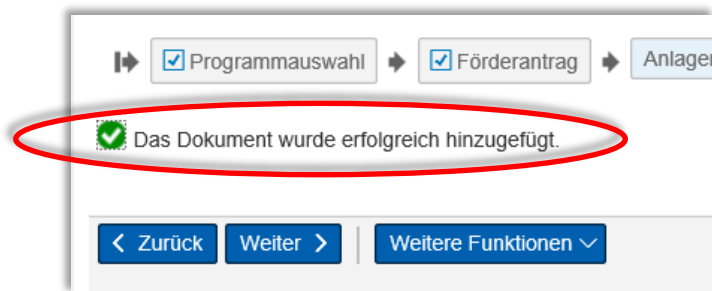 Programmauswahl Förderantrag Anlagen
Das Dokument wurde erfolgreich hinzugefügt.
Zurück Weiter Weitere Funktionen